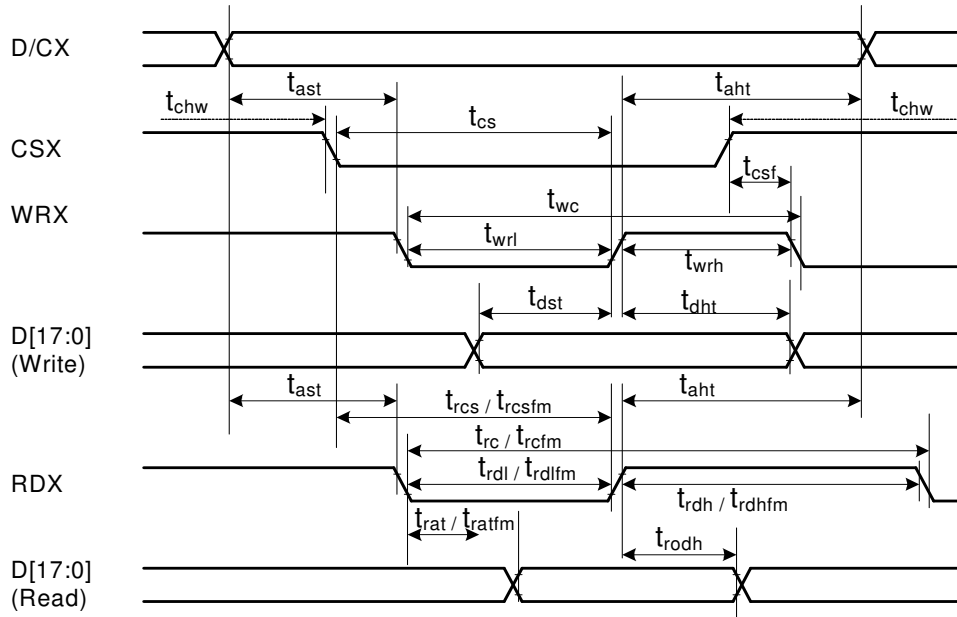 D/CX
t_ast
t_aht
t_chw
t_chw
t_cs
CSX
t_csf
WRX
t_wc
t_wrl
t_wrh
t_dst
t_dht
D[17:0]
(Write)
t_ast
t_aht
t_rcs / t_rcsfm
t_rc / t_rcfm
t_rdl / t_rdlfm
RDX
t_rdh / t_rdhfm
t_rat / t_ratfm
t_rodh
D[17:0]
(Read)